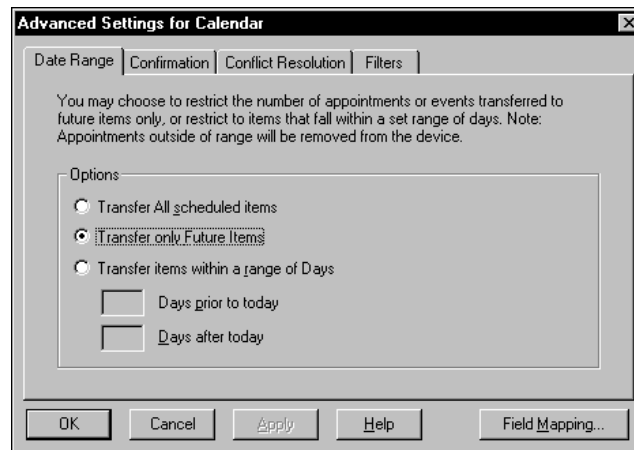 Advanced Settings for Calendar
Date Range Confirmation Conflict Resolution Filters
You may choose to restrict the number of appointments or events transferred to
future items only, or restrict to items that fall within a set range of days. Note:
Appointments outside of range will be removed from the device.
Options
Transfer All scheduled items
Transfer only Future Items
Transfer items within a range of Days
Days prior to today
Days after today
OK Cancel Apply Help Field Mapping...